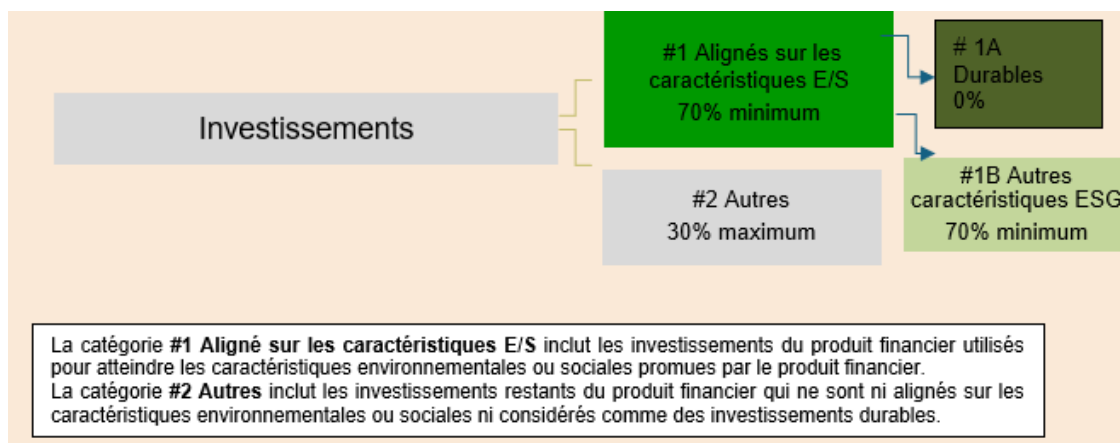 Investissements
#1 Alignés sur les
caractéristiques E/S
70% minimum
# 1A
Durables
0%
#2 Autres
30% maximum
#1B Autres
caractéristiques ESG
70% minimum
La catégorie #1 Aligné sur les caractéristiques E/S inclut les investissements du produit financier utilisés
pour atteindre les caractéristiques environnementales ou sociales promues par le produit financier.
La catégorie #2 Autres inclut les investissements restants du produit financier qui ne sont ni alignés sur les
caractéristiques environnementales ou sociales ni considérés comme des investissements durables.